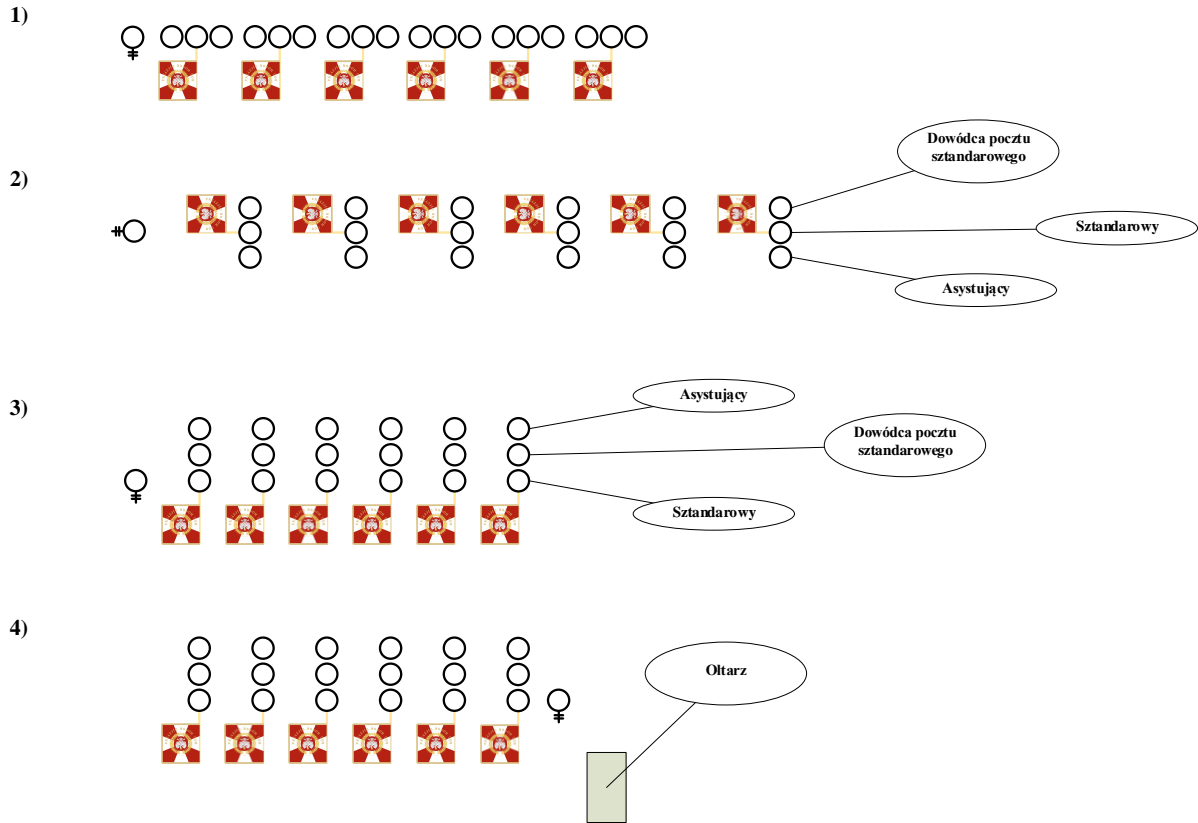 1)
2)
Dowódca pocztu
sztandarowego
Sztandarowy
Asystujący
3)
Asystujący
Dowódca pocztu
sztandarowego
Sztandarowy
4)
Ołtarz